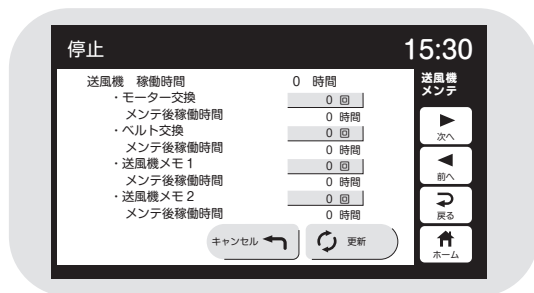 停止 15:30
送風機 稼働時間 0 時間
・モーター交換 0 回
メンテ後稼働時間 0 時間
・ベルト交換 0 回
メンテ後稼働時間 0 時間
・送風機メモ1 0 回
メンテ後稼働時間 0 時間
・送風機メモ2 0 回
メンテ後稼働時間 0 時間
キャンセル 更新
送風機
メンテ
次へ
前へ
戻る
ホーム